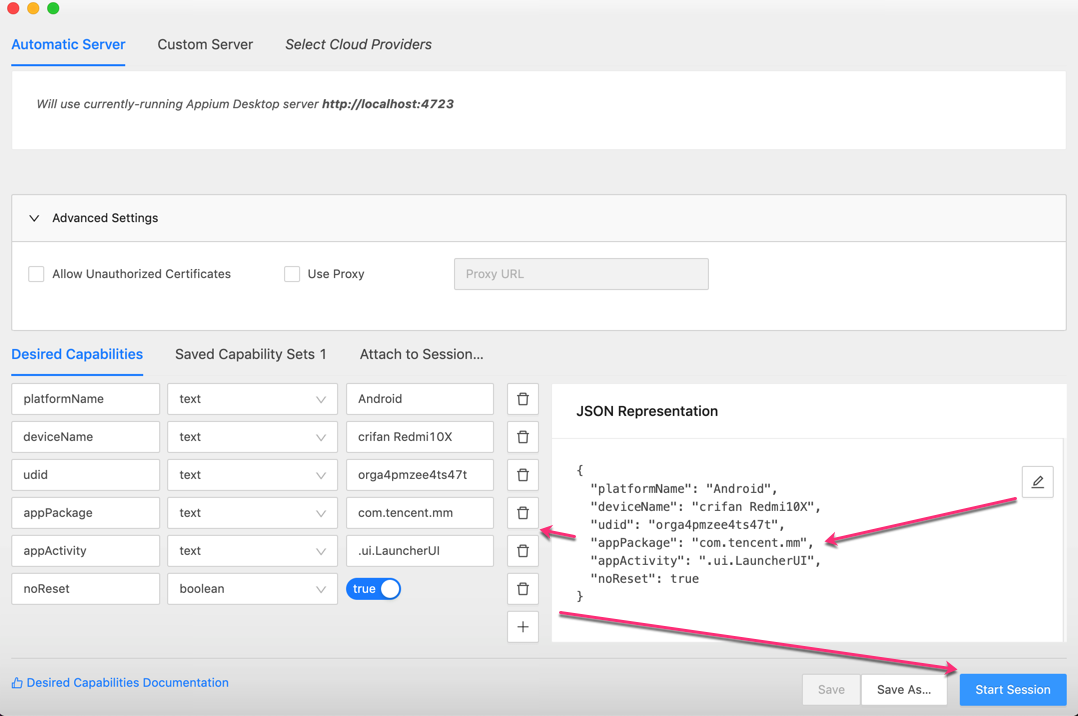 Automatic Server Custom Server Select Cloud Providers
Will use currently-running Appium Desktop server http://localhost:4723
Advanced Settings
Allow Unauthorized Certificates Use Proxy Proxy URL
Desired Capabilities Saved Capability Sets 1 Attach to Session...
platformName text Android
deviceName text crifan Redmi10X
udid text orga4pmzee4ts47t
appPackage text com.tencent.mm
appActivity text .ui.LauncherUI
noReset boolean true
JSON Representation
{
"platformName": "Android",
"deviceName": "crifan Redmi10X",
"udid": "orga4pmzee4ts47t",
"appPackage": "com.tencent.mm",
"appActivity": ".ui.LauncherUI",
"noReset": true
}
Desired Capabilities Documentation Save Save As... Start Session